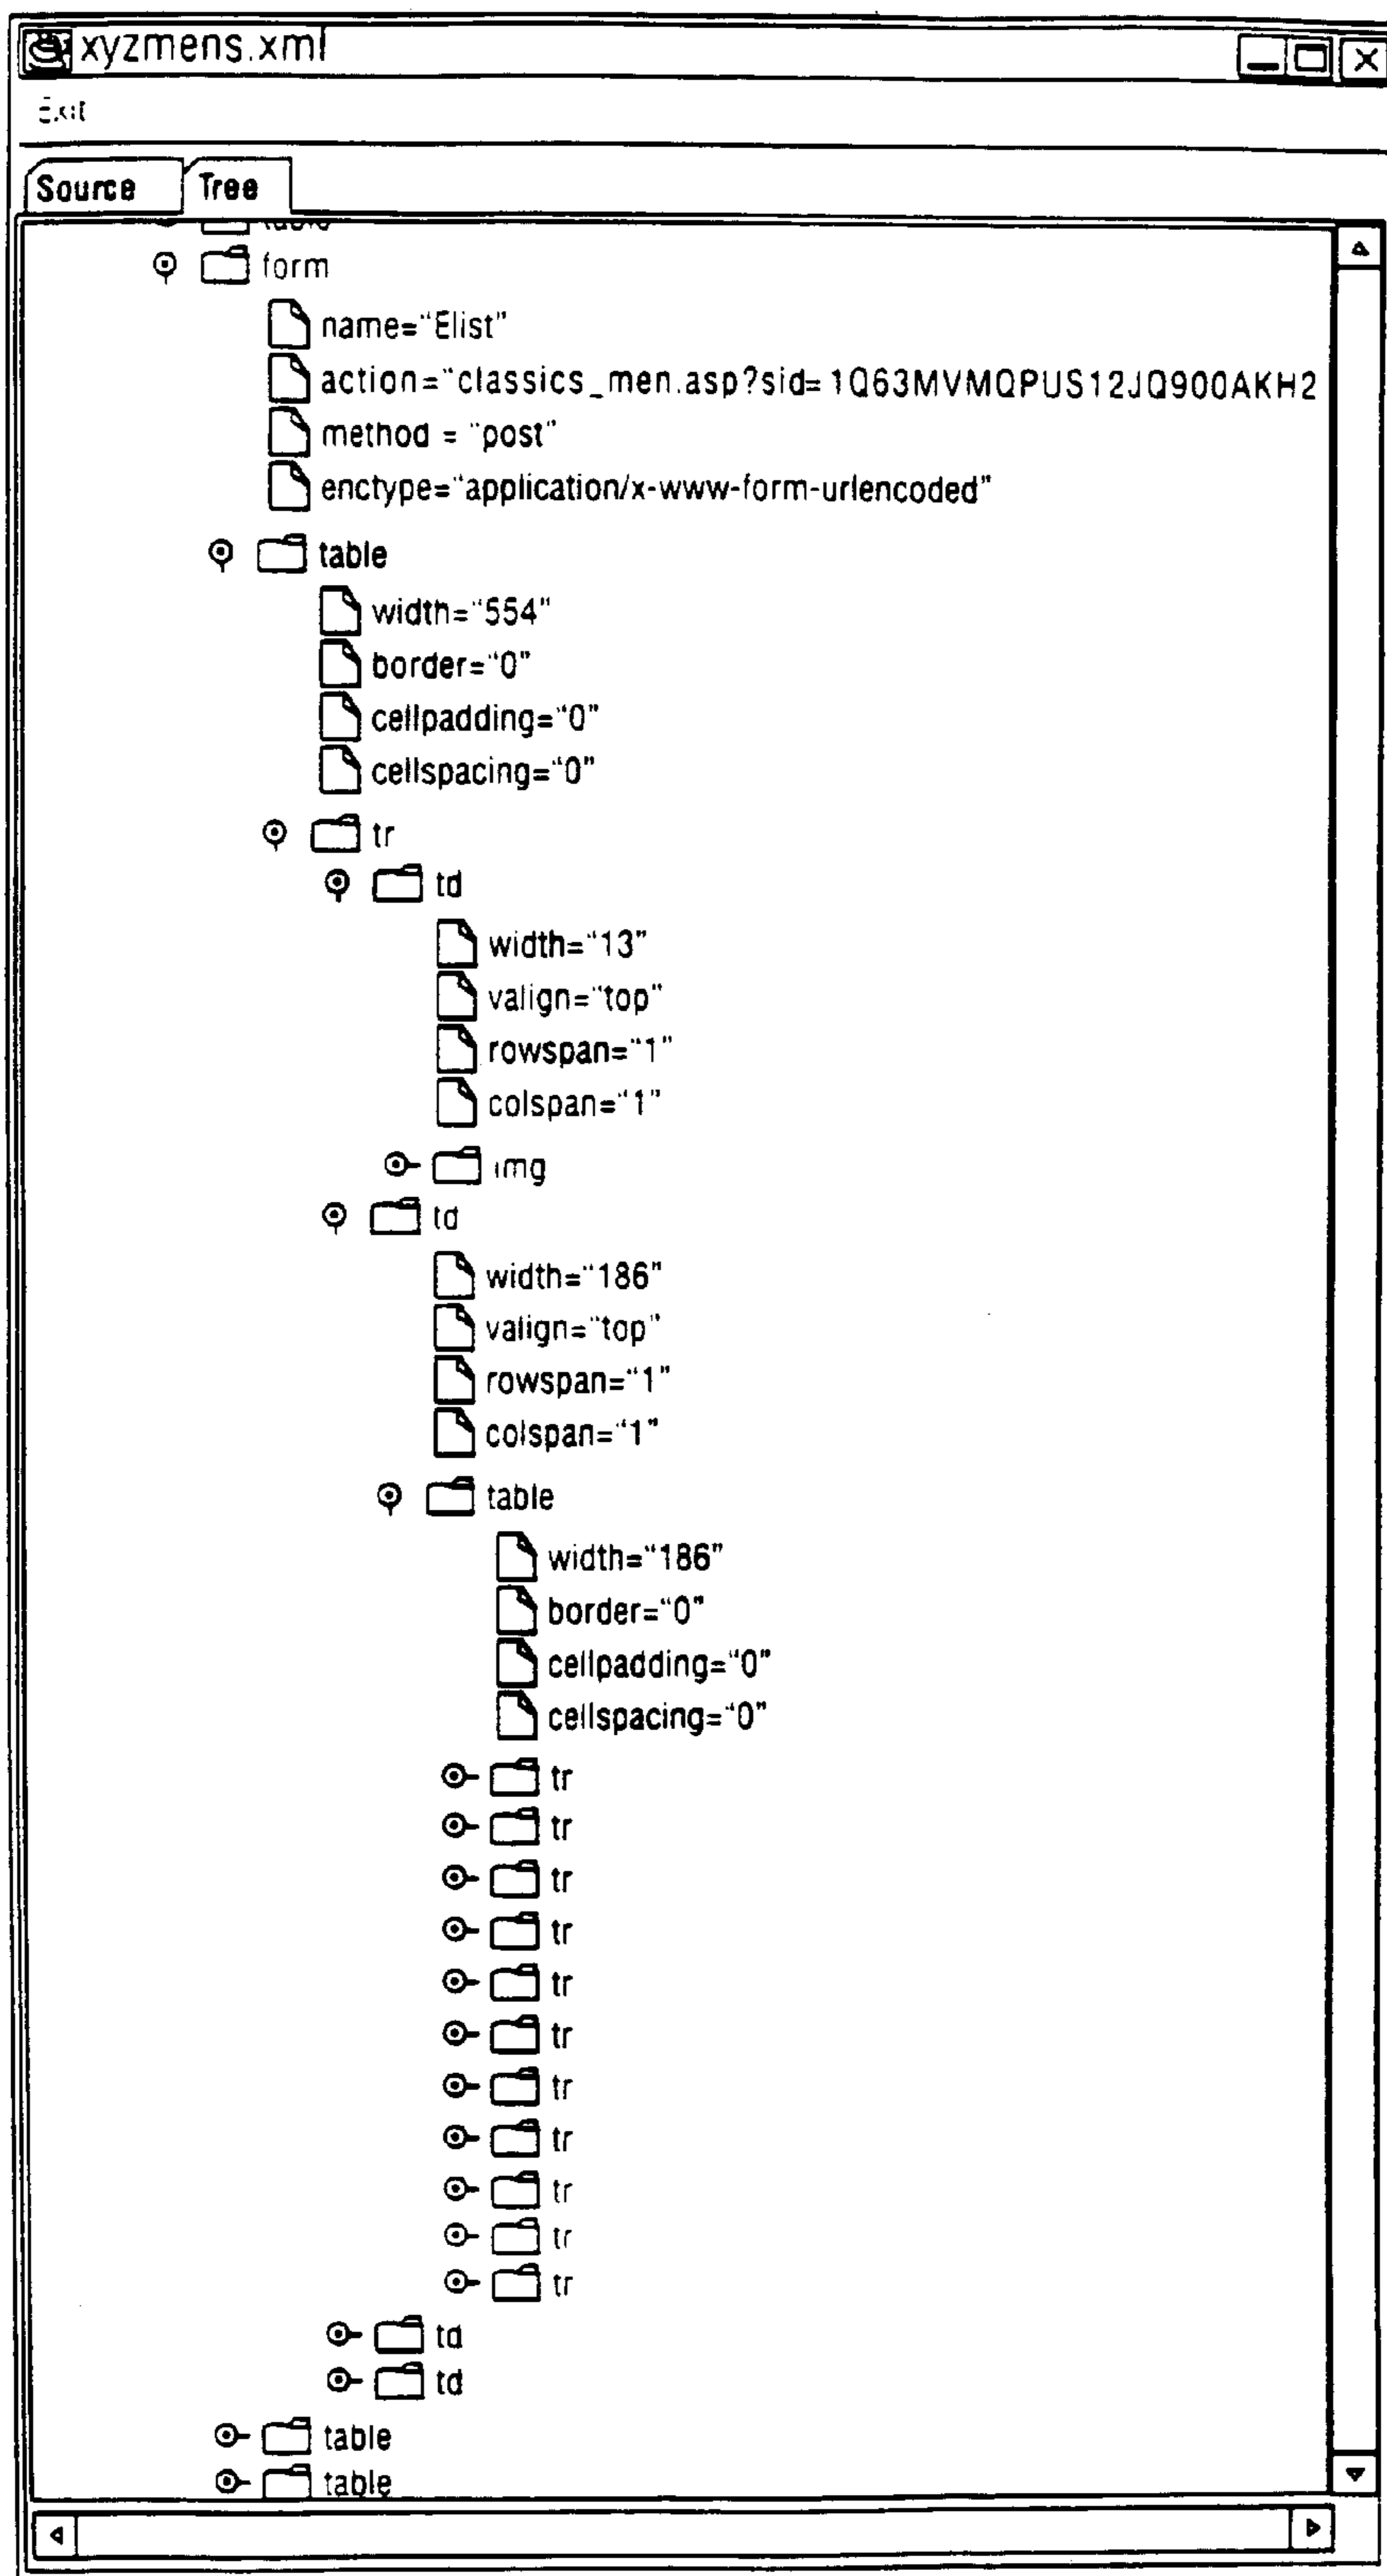 xyzmens.xml
Exit
Source Tree
table
form
name="Elist"
action="classics_men.asp?sid=1Q63MVMQPUS12JQ900AKH2
method = "post"
enctype="application/x-www-form-urlencoded"
table
width="554"
border="0"
cellpadding="0"
cellspacing="0"
tr
td
width="13"
valign="top"
rowspan="1"
colspan="1"
img
td
width="186"
valign="top"
rowspan="1"
colspan="1"
table
width="186"
border="0"
cellpadding="0"
cellspacing="0"
tr
tr
tr
tr
tr
tr
tr
tr
tr
tr
tr
td
td
table
table